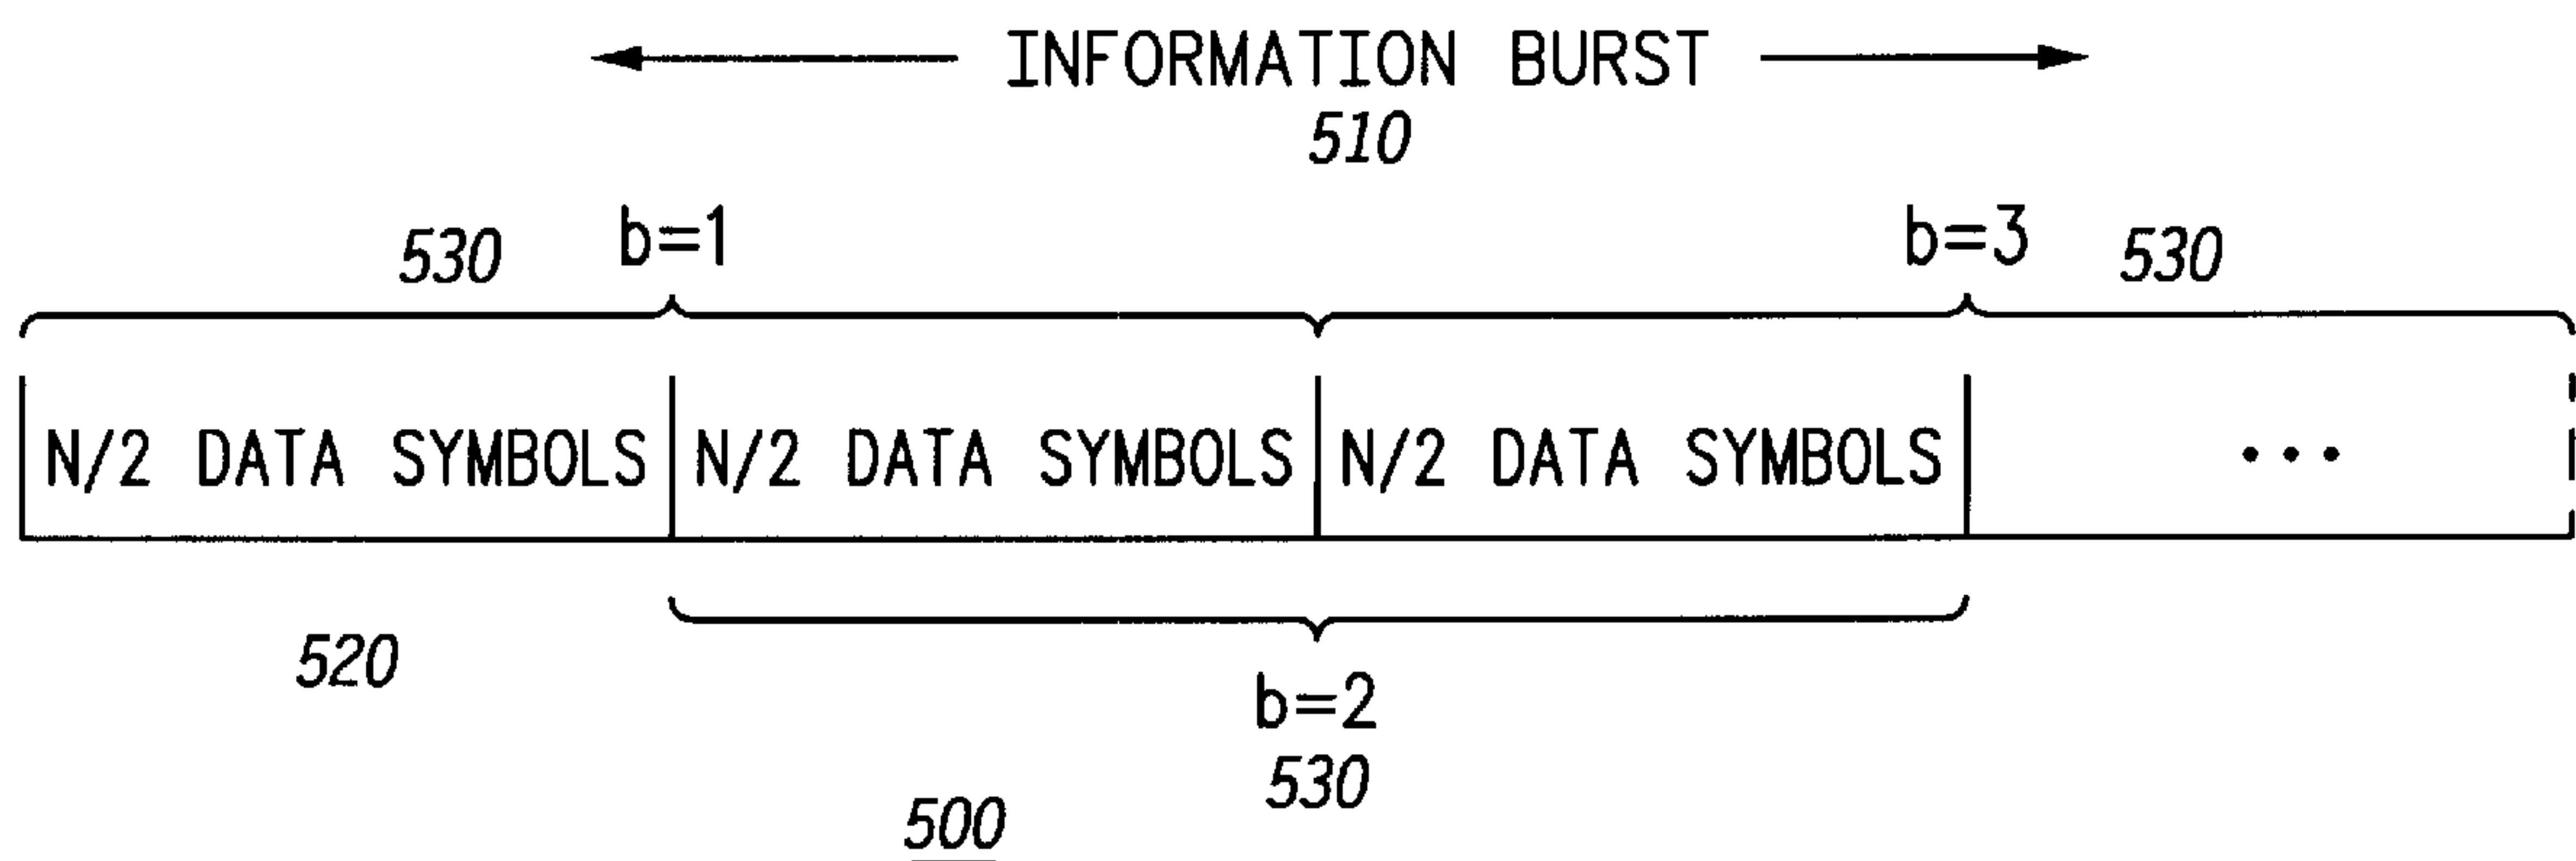 INFORMATION BURST
510
530 b=1 b=3 530
N/2 DATA SYMBOLS N/2 DATA SYMBOLS N/2 DATA SYMBOLS ...
520
b=2
530
500